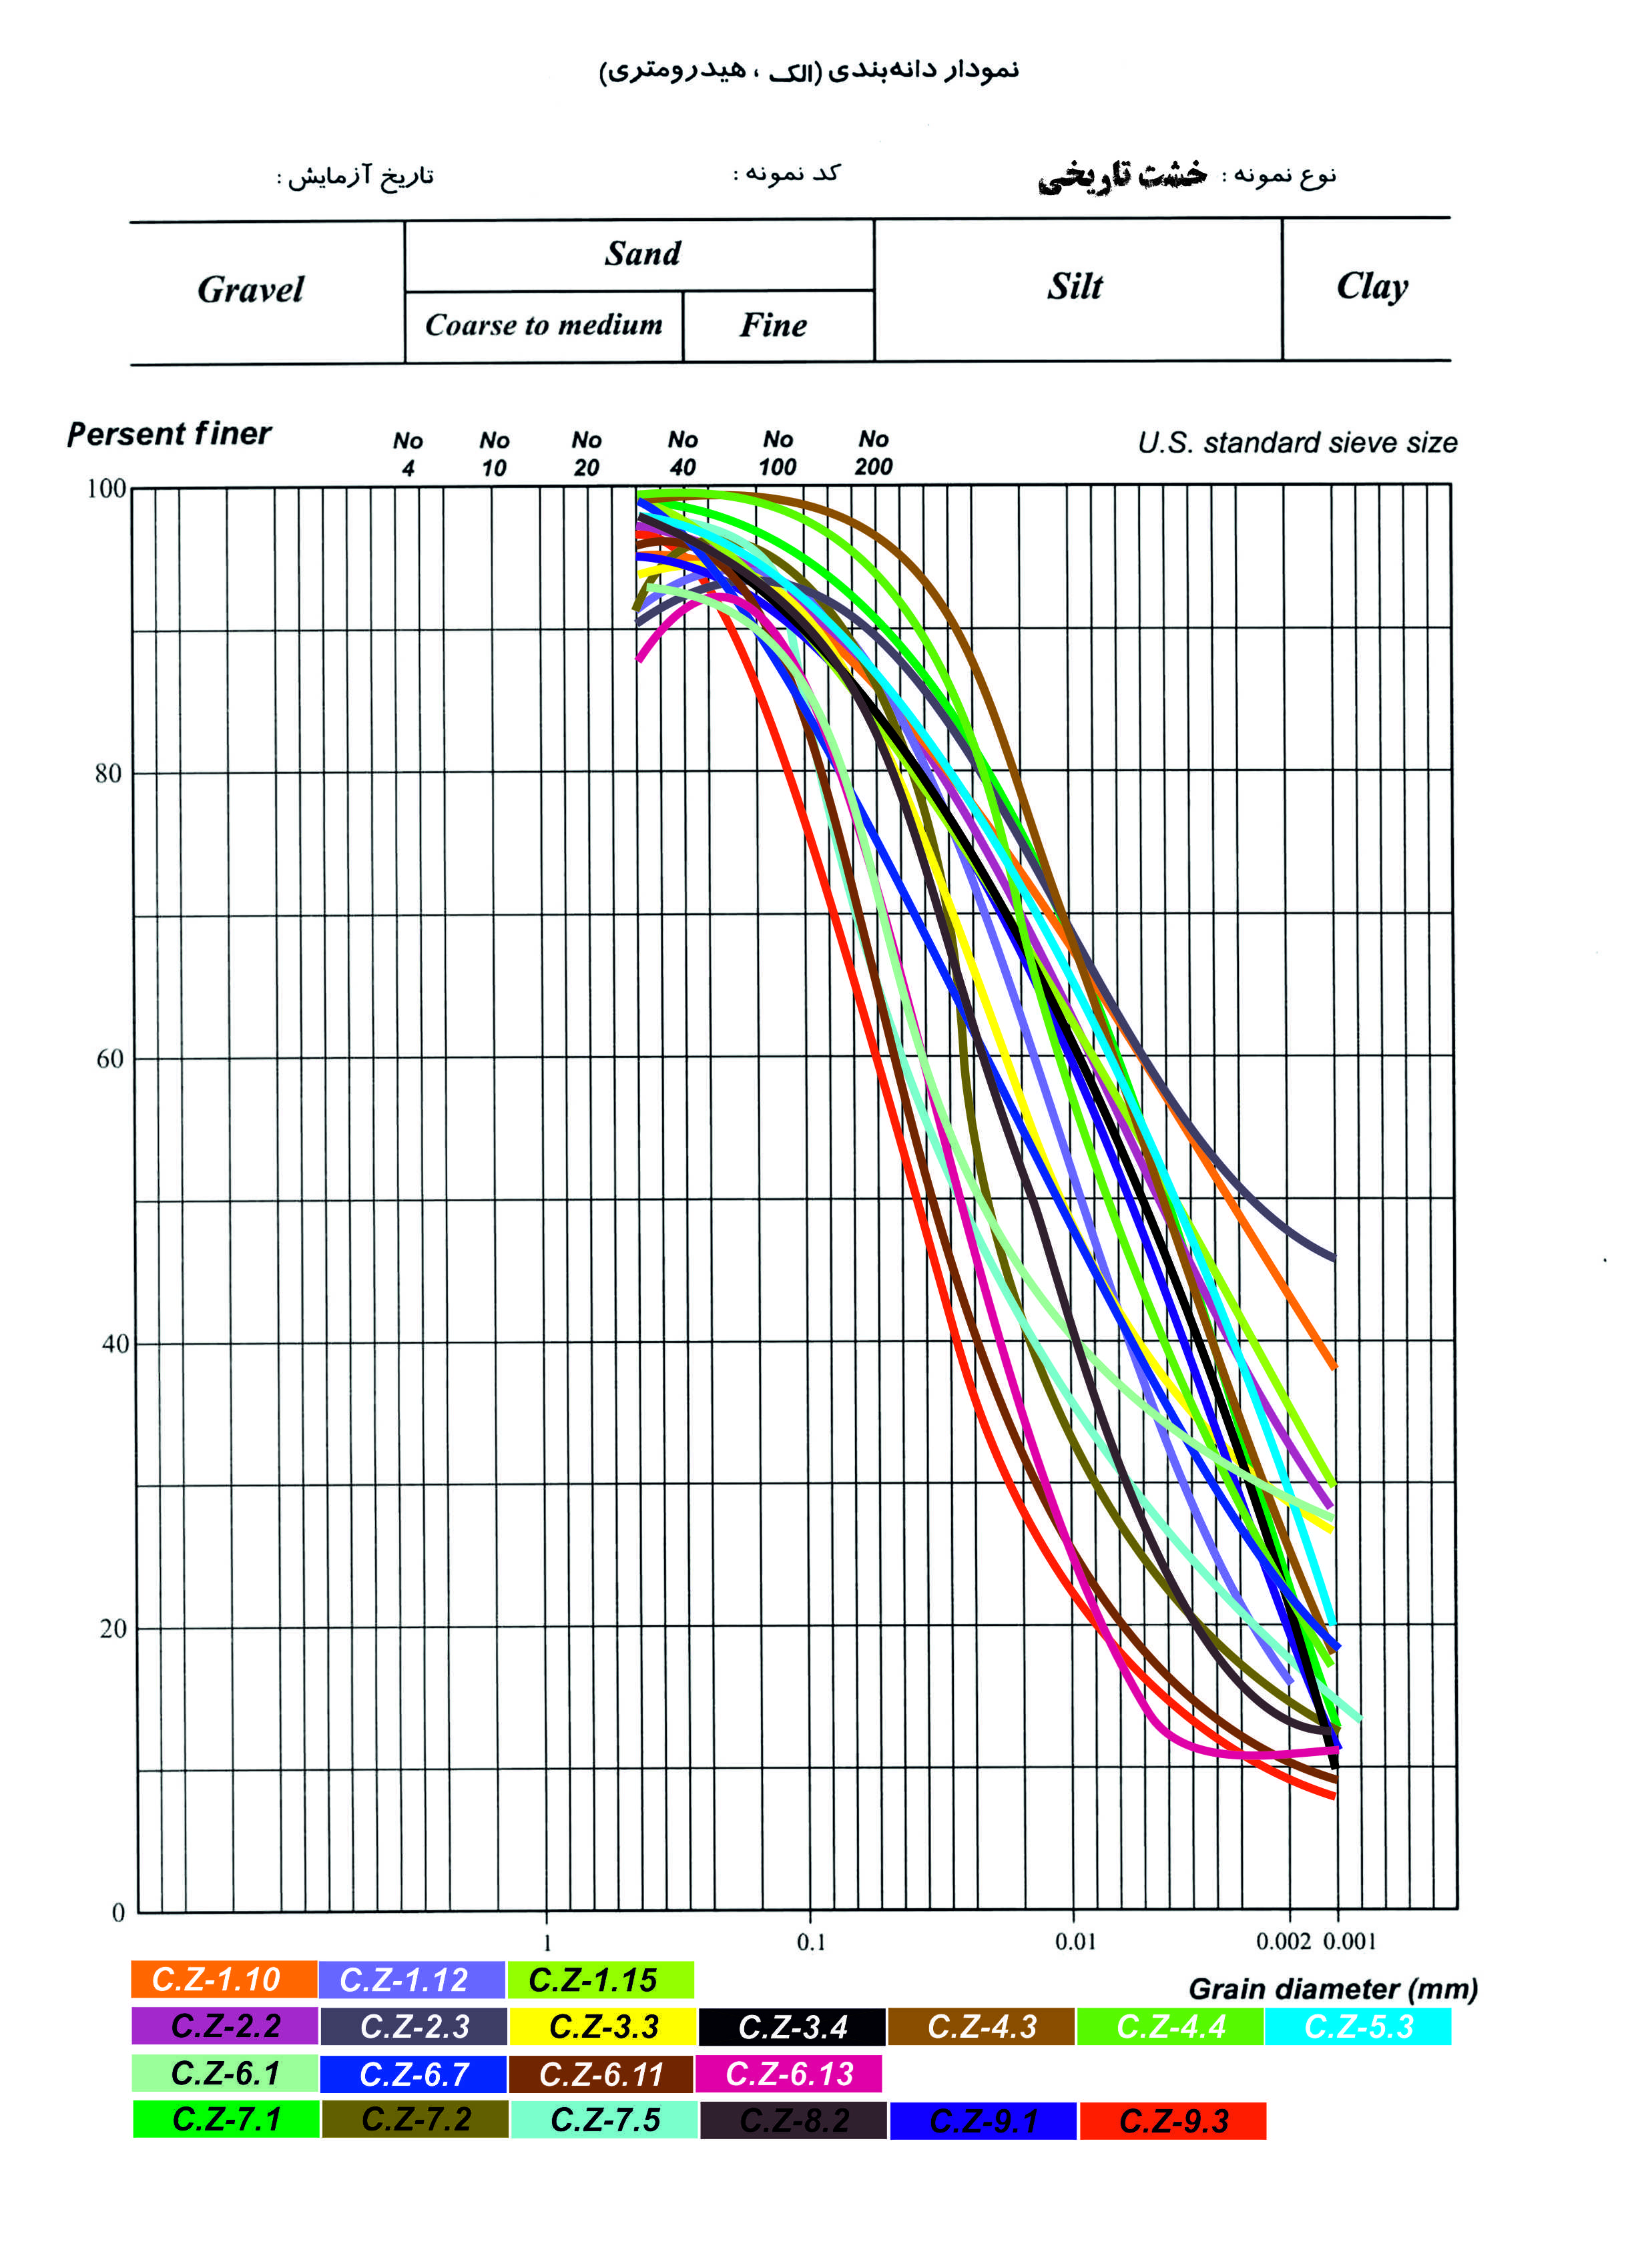 نمودار دانه‌بندی (الک ، هیدرومتری)
نوع نمونه : خشت تاریخی
کد نمونه :
تاریخ آزمایش :
Gravel
Sand
Coarse to medium
Fine
Silt
Clay
Persent finer
No 4
No 10
No 20
No 40
No 100
No 200
U.S. standard sieve size
100
80
60
40
20
0
1
0.1
0.01
0.002
0.001
Grain diameter (mm)
C.Z-1.10 C.Z-1.12 C.Z-1.15
C.Z-2.2 C.Z-2.3 C.Z-3.3 C.Z-3.4 C.Z-4.3 C.Z-4.4 C.Z-5.3
C.Z-6.1 C.Z-6.7 C.Z-6.11 C.Z-6.13
C.Z-7.1 C.Z-7.2 C.Z-7.5 C.Z-8.2 C.Z-9.1 C.Z-9.3